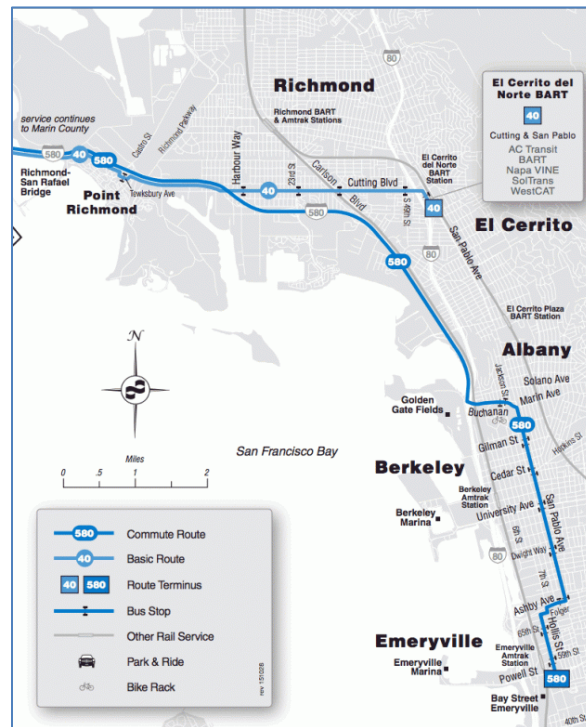 Richmond
Richmond BART
& Amtrak Stations
80
El Cerrito del
Norte BART
40
Cutting & San Pablo
AC Transit
BART
Napa VINE
SolTrans
WestCAT
service continues
to Marin County
Castro St
Richmond Parkway
Harbour Way
23rd St
Carlson Blvd
El Cerrito
del Norte BART
Station
580
40
580
Richmond-
San Rafael
Bridge
Point
Richmond
Tewksbury Ave
40
Cutting Blvd
S 49th St
40
580
580
80
San Pablo Ave
El Cerrito
El Cerrito Plaza
BART Station
Albany
Jackson St
Solano Ave
Marin Ave
Buchanan
580
Golden
Gate Fields
Gilman St
Hopkins St
N
Miles
0 .5 1 2
San Francisco Bay
Berkeley
Cedar St
Berkeley
Amtrak
Station
University Ave
San Pablo Ave
Berkeley
Marina
6th St
80
Dwight Way
7th St
Ashby Ave
Folger
65th St
Hollis St
Emeryville
Emeryville
Amtrak
Station
59th St
Emeryville
Marina
Powell St
580
Bay Street
Emeryville
40th St
580 Commute Route
40 Basic Route
40 580 Route Terminus
Bus Stop
Other Rail Service
Park & Ride
Bike Rack